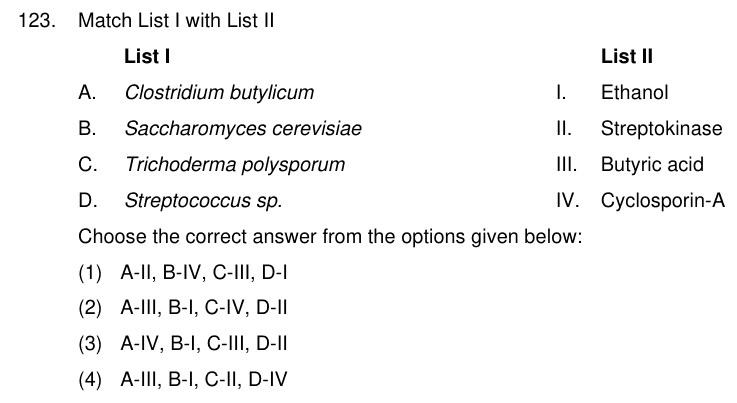 123. Match List I with List II
List I List II
A. Clostridium butylicum I. Ethanol
B. Saccharomyces cerevisiae II. Streptokinase
C. Trichoderma polysporum III. Butyric acid
D. Streptococcus sp. IV. Cyclosporin-A
Choose the correct answer from the options given below:
(1) A-II, B-IV, C-III, D-I
(2) A-III, B-I, C-IV, D-II
(3) A-IV, B-I, C-III, D-II
(4) A-III, B-I, C-II, D-IV